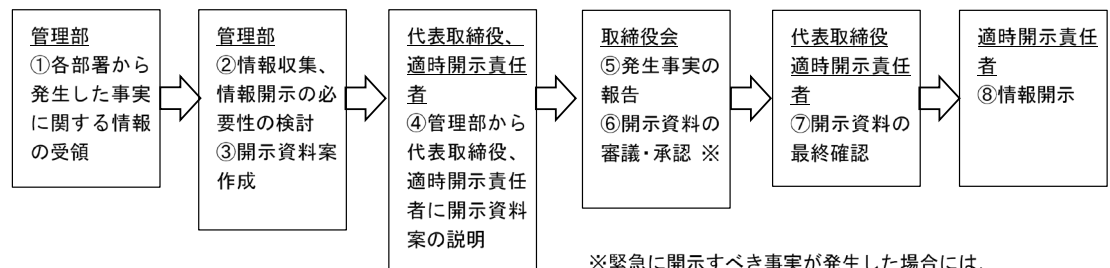 管理部
①各部署から
発生した事実
に関する情報
の受領
管理部
②情報収集、
情報開示の必
要性の検討
③開示資料案
作成
代表取締役、
適時開示責任
者
④管理部から
代表取締役、
適時開示責任
者に開示資料
案の説明
取締役会
⑤発生事実の
報告
⑥開示資料の
審議・承認 ※
代表取締役
適時開示責任
者
⑦開示資料の
最終確認
適時開示責任
者
⑧情報開示
※緊急に開示すべき事実が発生した場合には、